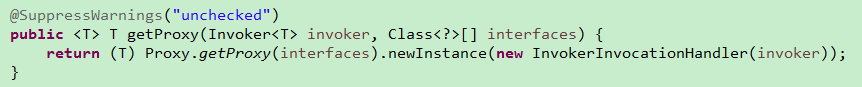 @SuppressWarnings("unchecked")
public <T> T getProxy(Invoker<T> invoker, Class<?>[] interfaces) {
    return (T) Proxy.getProxy(interfaces).newInstance(new InvokerInvocationHandler(invoker));
}